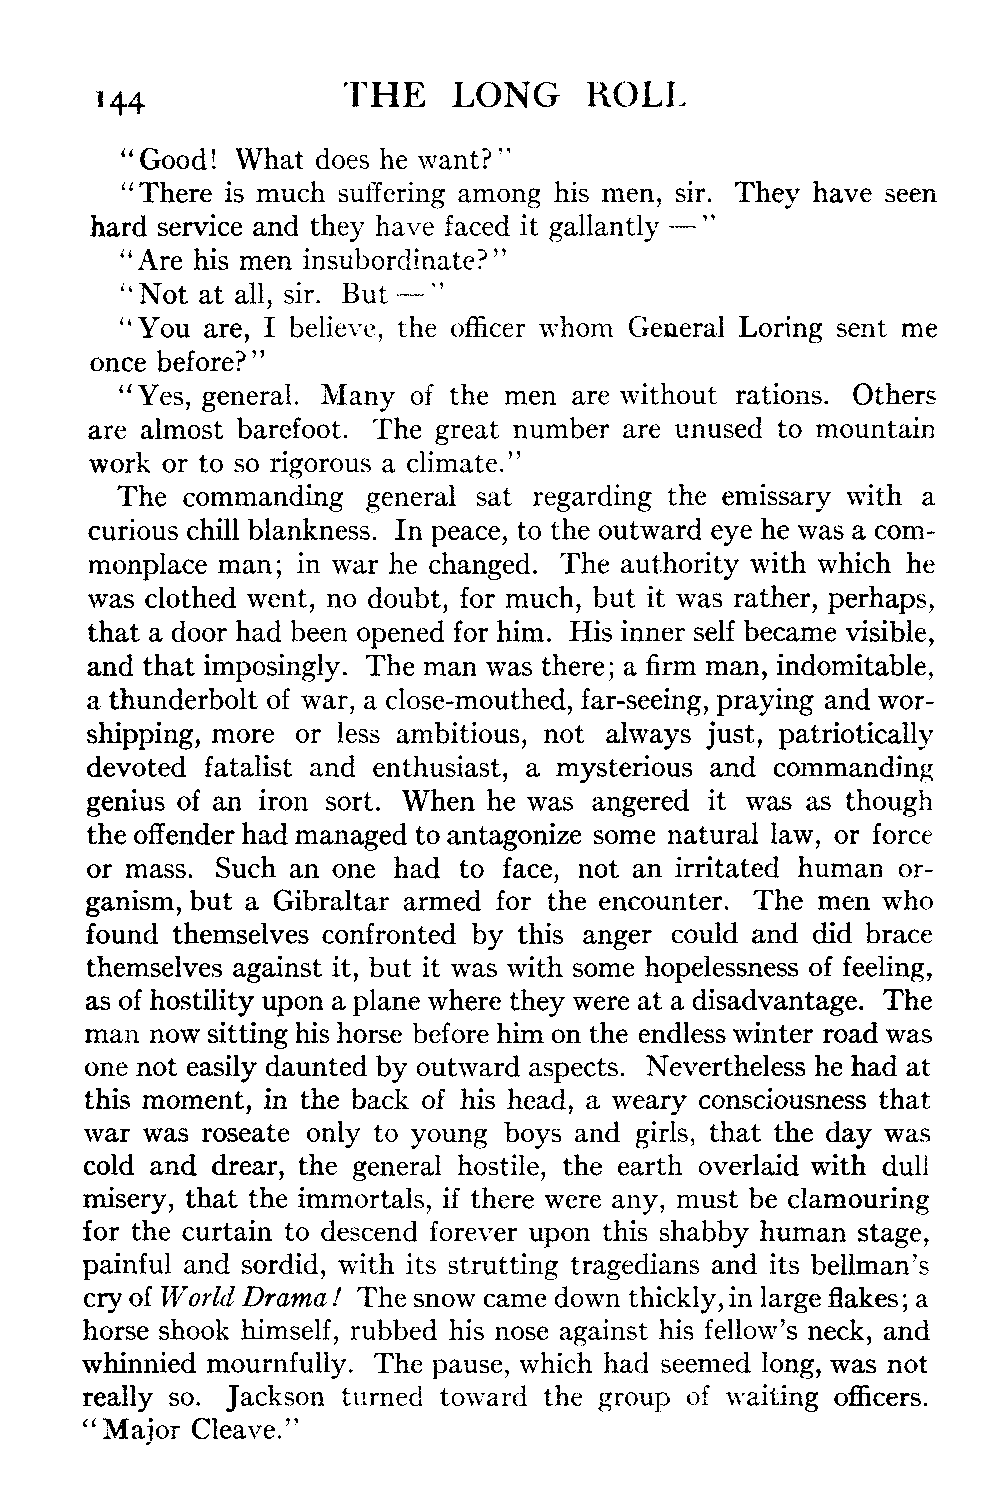 144 THE LONG ROLL
"Good! What does he want?"
"There is much suffering among his men, sir. They have seen
hard service and they have faced it gallantly —"
"Are his men insubordinate?"
"Not at all, sir. But —"
"You are, I believe, the officer whom General Loring sent me
once before?"
"Yes, general. Many of the men are without rations. Others
are almost barefoot. The great number are unused to mountain
work or to so rigorous a climate."
The commanding general sat regarding the emissary with a
curious chill blankness. In peace, to the outward eye he was a com-
monplace man; in war he changed. The authority with which he
was clothed went, no doubt, for much, but it was rather, perhaps,
that a door had been opened for him. His inner self became visible,
and that imposingly. The man was there; a firm man, indomitable,
a thunderbolt of war, a close-mouthed, far-seeing, praying and wor-
shipping, more or less ambitious, not always just, patriotically
devoted fatalist and enthusiast, a mysterious and commanding
genius of an iron sort. When he was angered it was as though
the offender had managed to antagonize some natural law, or force
or mass. Such an one had to face, not an irritated human or-
ganism, but a Gibraltar armed for the encounter. The men who
found themselves confronted by this anger could and did brace
themselves against it, but it was with some hopelessness of feeling,
as of hostility upon a plane where they were at a disadvantage. The
man now sitting his horse before him on the endless winter road was
one not easily daunted by outward aspects. Nevertheless he had at
this moment, in the back of his head, a weary consciousness that
war was roseate only to young boys and girls, that the day was
cold and drear, the general hostile, the earth overlaid with dull
misery, that the immortals, if there were any, must be clamouring
for the curtain to descend forever upon this shabby human stage,
painful and sordid, with its strutting tragedians and its bellman's
cry of World Drama! The snow came down thickly, in large flakes; a
horse shook himself, rubbed his nose against his fellow's neck, and
whinnied mournfully. The pause, which had seemed long, was not
really so. Jackson turned toward the group of waiting officers.
"Major Cleave."